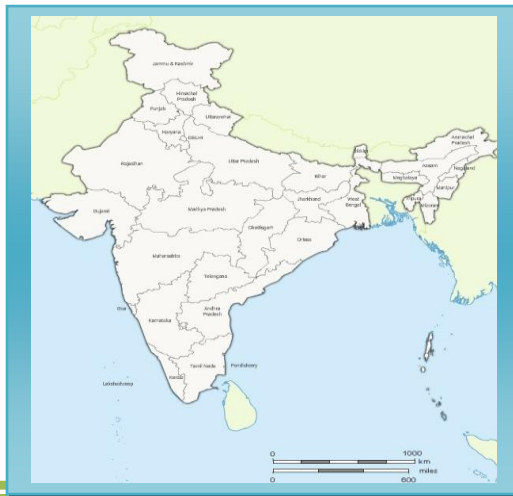 Jammu & Kashmir
Himachal
Pradesh
Punjab
Uttaranchal
Haryana
Delhi
Arunachal
Pradesh
Rajasthan
Uttar Pradesh
Sikkim
Assam
Nagaland
Bihar
Meghalaya
Manipur
Jharkhand
West
Bengal
Tripura
Mizoram
Gujarat
Madhya Pradesh
Chadisgarh
Orissa
Maharashtra
Telangana
Goa
Andhra
Pradesh
Karnataka
Tamil Nadu
Pondicherry
Kerala
Lakshadweep
0 1000
km
miles
0 600